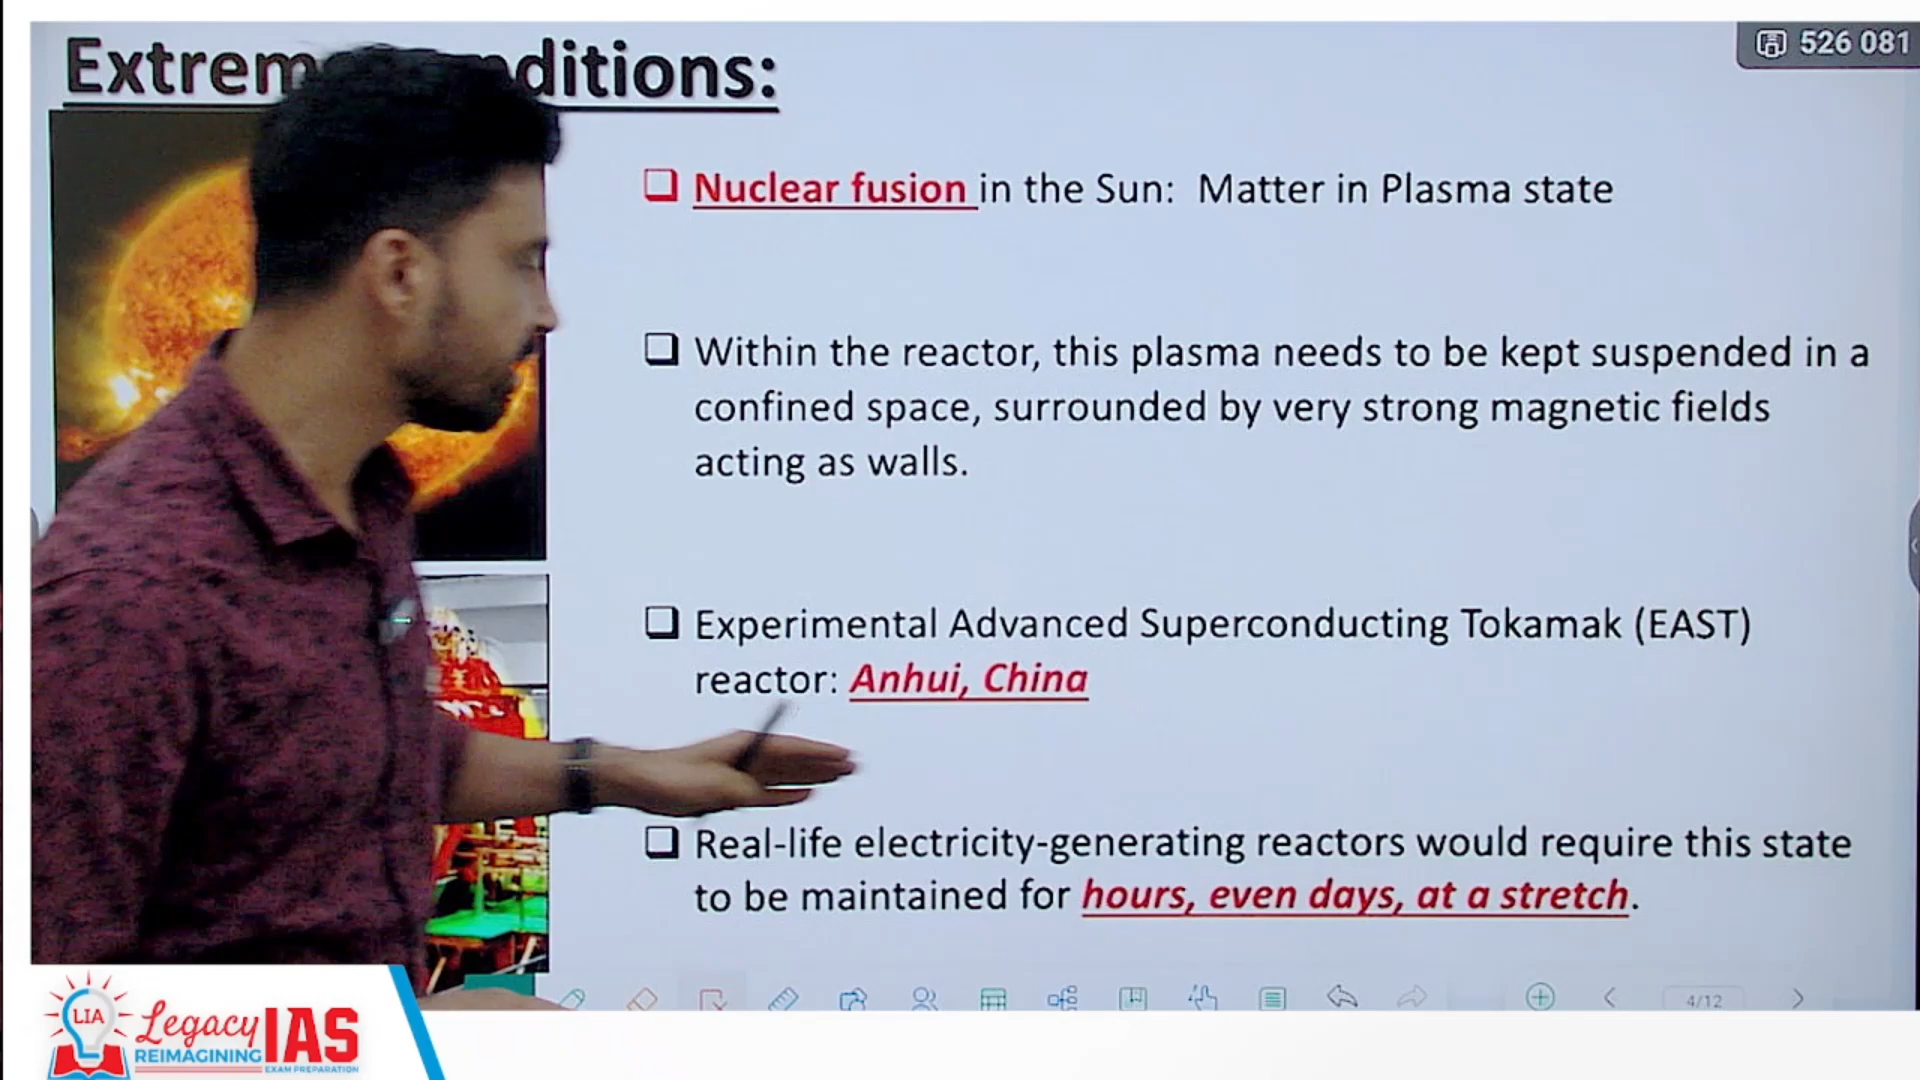 Extrem
ditions:
526 081
Nuclear fusion in the Sun: Matter in Plasma state
Within the reactor, this plasma needs to be kept suspended in a
confined space, surrounded by very strong magnetic fields
acting as walls.
Experimental Advanced Superconducting Tokamak (EAST)
reactor: Anhui, China
Real-life electricity-generating reactors would require this state
to be maintained for hours, even days, at a stretch.
4/12
LIA
Legacy IAS
REIMAGINING
EXAM PREPARATION